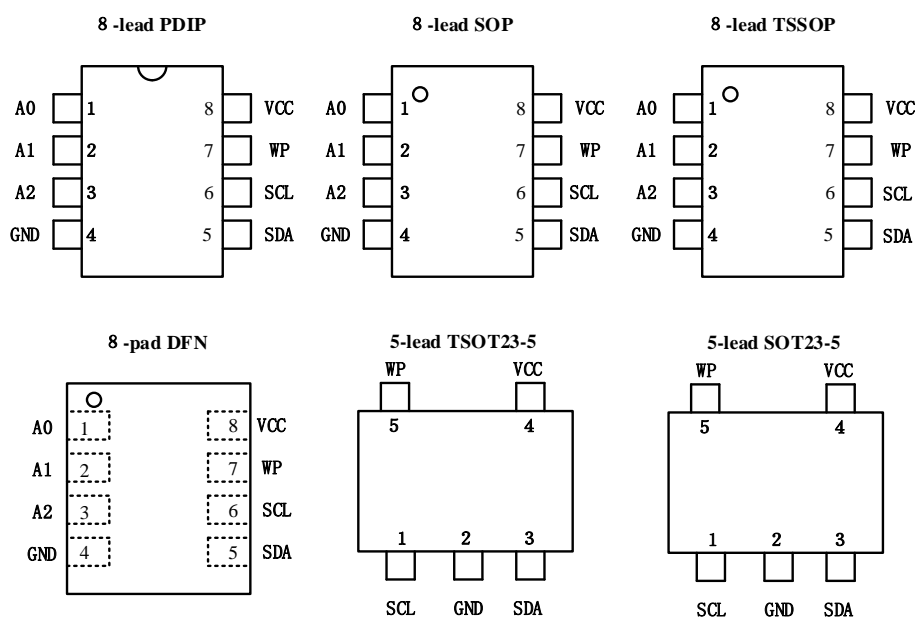 8 -lead PDIP
8 -lead SOP
8 -lead TSSOP
A0 1 8 VCC
A1 2 7 WP
A2 3 6 SCL
GND 4 5 SDA
A0 1 8 VCC
A1 2 7 WP
A2 3 6 SCL
GND 4 5 SDA
A0 1 8 VCC
A1 2 7 WP
A2 3 6 SCL
GND 4 5 SDA
8 -pad DFN
5-lead TSOT23-5
5-lead SOT23-5
A0 1 8 VCC
A1 2 7 WP
A2 3 6 SCL
GND 4 5 SDA
WP VCC
5 4
1 2 3
SCL GND SDA
WP VCC
5 4
1 2 3
SCL GND SDA